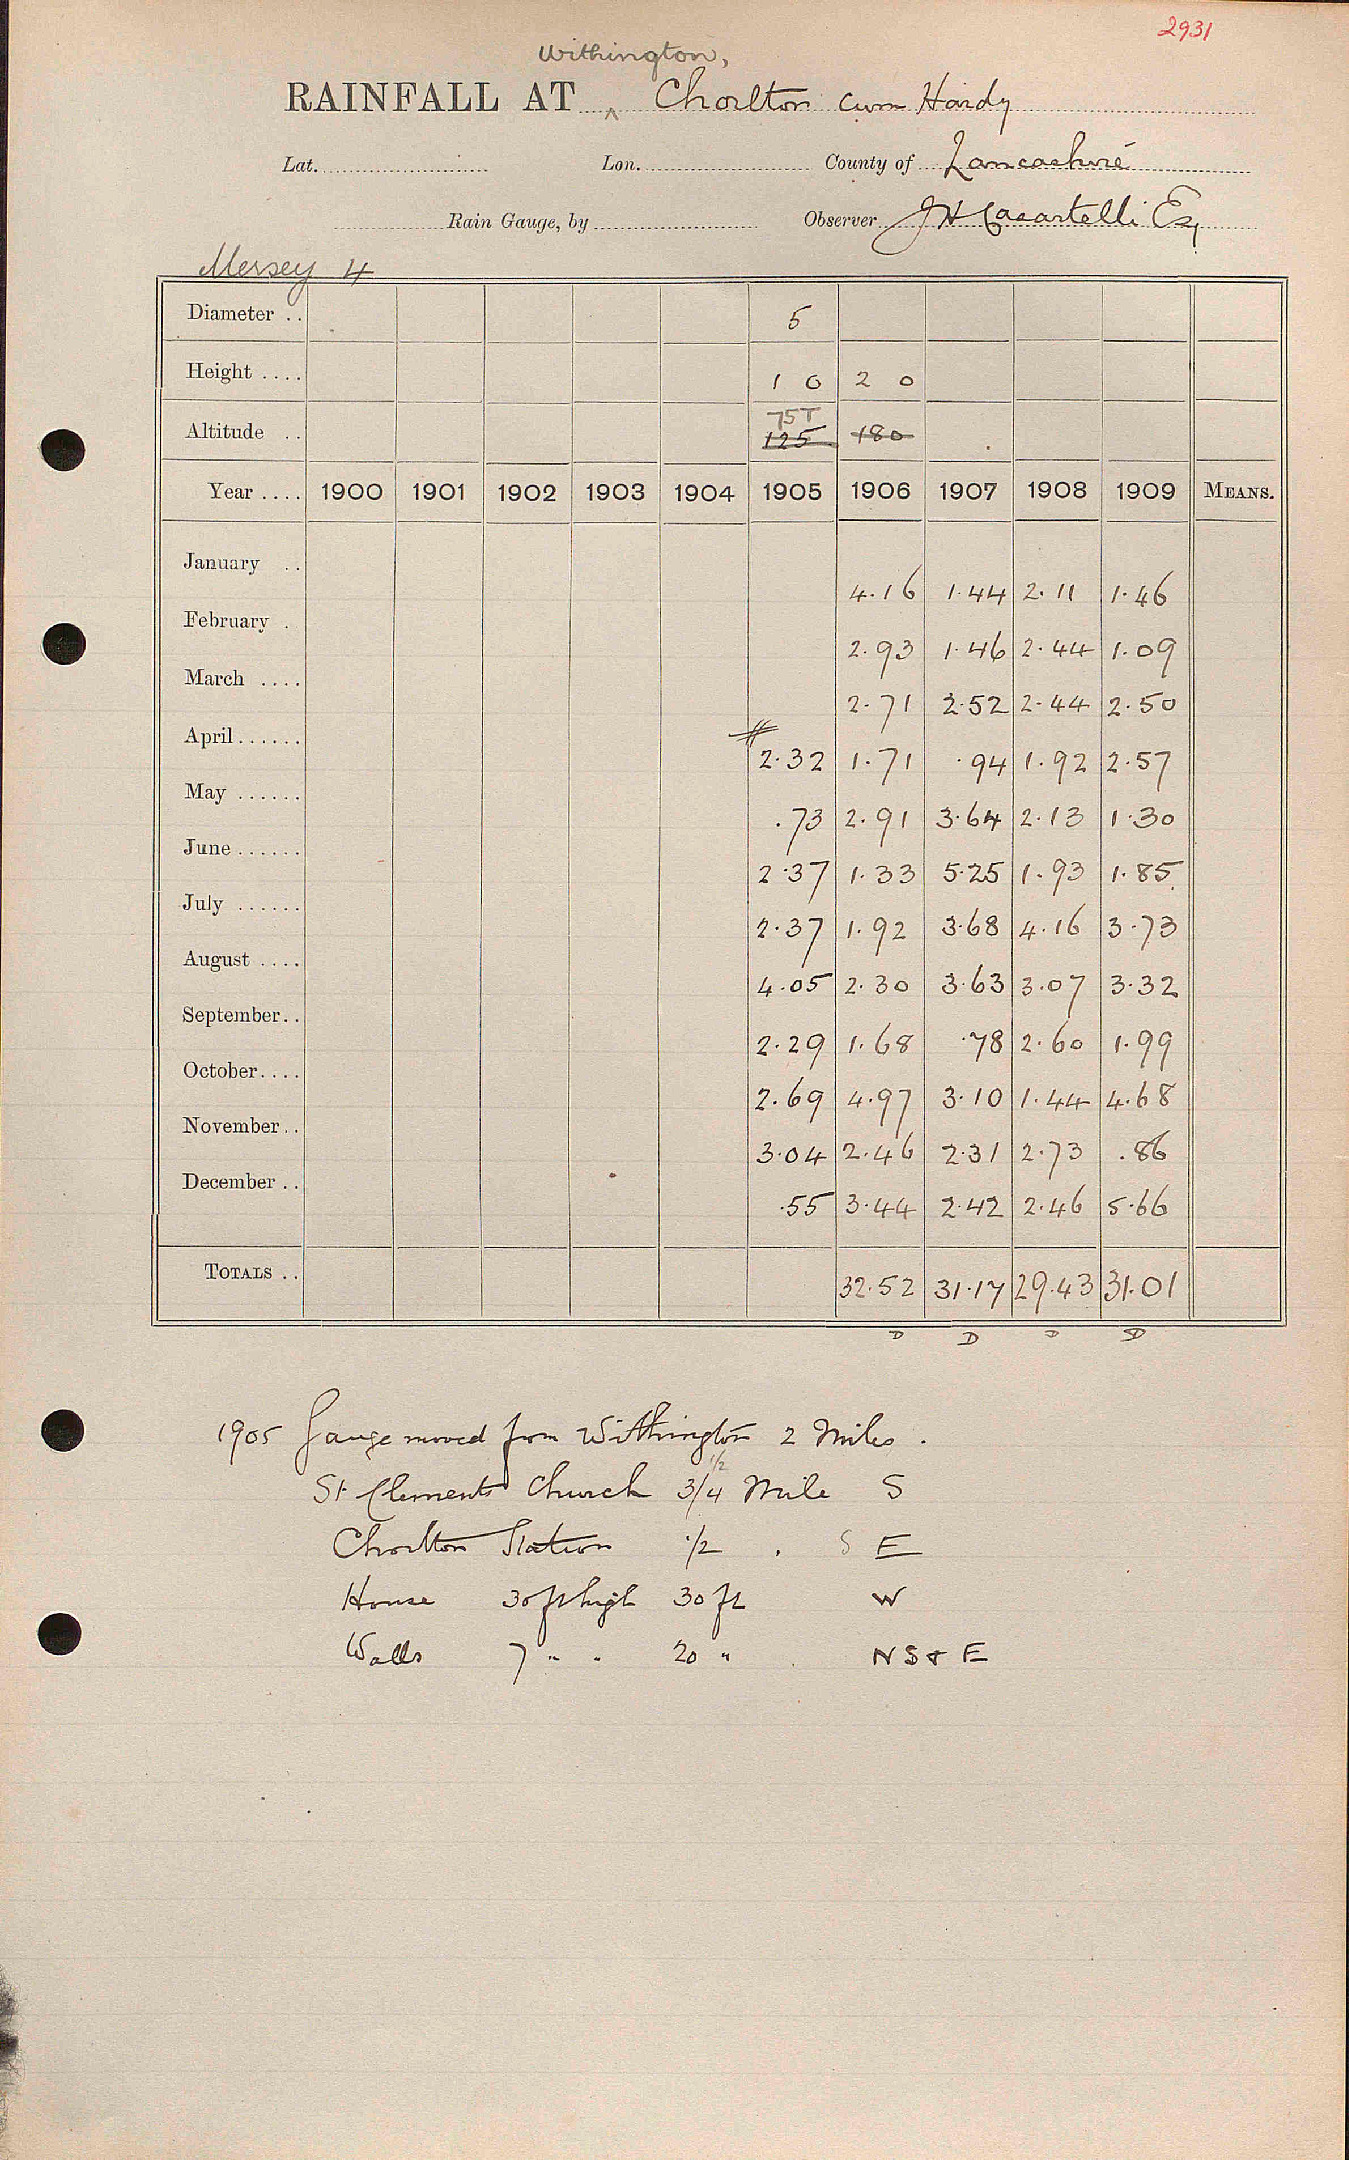 2931
Withington,
RAINFALL AT ^ Chorlton cum Hardy
Lat. Lon. County of Lancashire
Rain Gauge, by Observer J H Casartelli Esq
Mersey 4
Diameter .. 5
Height .... 1 0 2 0
75T
Altitude .. 125 180
Year .... 1900 1901 1902 1903 1904 1905 1906 1907 1908 1909 MEANS.
January .. 4.16 1.44 2.11 1.46
February . 2.93 1.46 2.44 1.09
March .... 2.71 2.52 2.44 2.50
April...... 2.32 1.71 .94 1.92 2.57
May ...... .73 2.91 3.64 2.13 1.30
June ...... 2.37 1.33 5.25 1.93 1.85
July ...... 2.37 1.92 3.68 4.16 3.73
August .... 4.05 2.30 3.63 3.07 3.32
September.. 2.29 1.68 .78 2.60 1.99
October.... 2.69 4.97 3.10 1.44 4.68
November.. 3.04 2.46 2.31 2.73 .86
December .. .55 3.44 2.42 2.46 5.66
TOTALS .. 32.52 31.17 29.43 31.01
D D D D
1905 Gauge moved from Withington 2 Miles.
1/2
St Clements Church 3/4 Mile S
Chorlton Station 1/2 . S E
House 30 ft high 30 ft W
Walls 7 " " 20 " N S & E